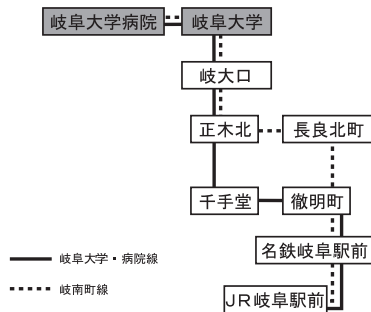 岐阜大学病院
岐阜大学
岐大口
正木北
長良北町
千手堂
徹明町
名鉄岐阜駅前
JR岐阜駅前
岐阜大学・病院線
岐南町線